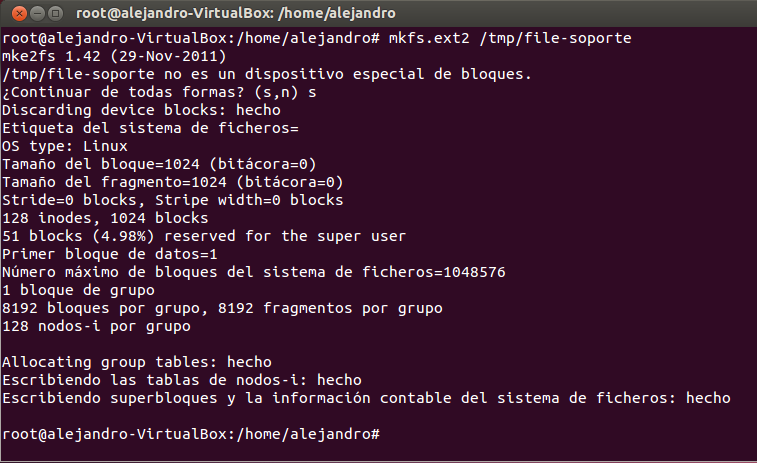 root@alejandro-VirtualBox: /home/alejandro
root@alejandro-VirtualBox:/home/alejandro# mkfs.ext2 /tmp/file-soporte
mke2fs 1.42 (29-Nov-2011)
/tmp/file-soporte no es un dispositivo especial de bloques.
¿Continuar de todas formas? (s,n) s
Discarding device blocks: hecho
Etiqueta del sistema de ficheros=
OS type: Linux
Tamaño del bloque=1024 (bitácora=0)
Tamaño del fragmento=1024 (bitácora=0)
Stride=0 blocks, Stripe width=0 blocks
128 inodes, 1024 blocks
51 blocks (4.98%) reserved for the super user
Primer bloque de datos=1
Número máximo de bloques del sistema de ficheros=1048576
1 bloque de grupo
8192 bloques por grupo, 8192 fragmentos por grupo
128 nodos-i por grupo
Allocating group tables: hecho
Escribiendo las tablas de nodos-i: hecho
Escribiendo superbloques y la información contable del sistema de ficheros: hecho
root@alejandro-VirtualBox:/home/alejandro#